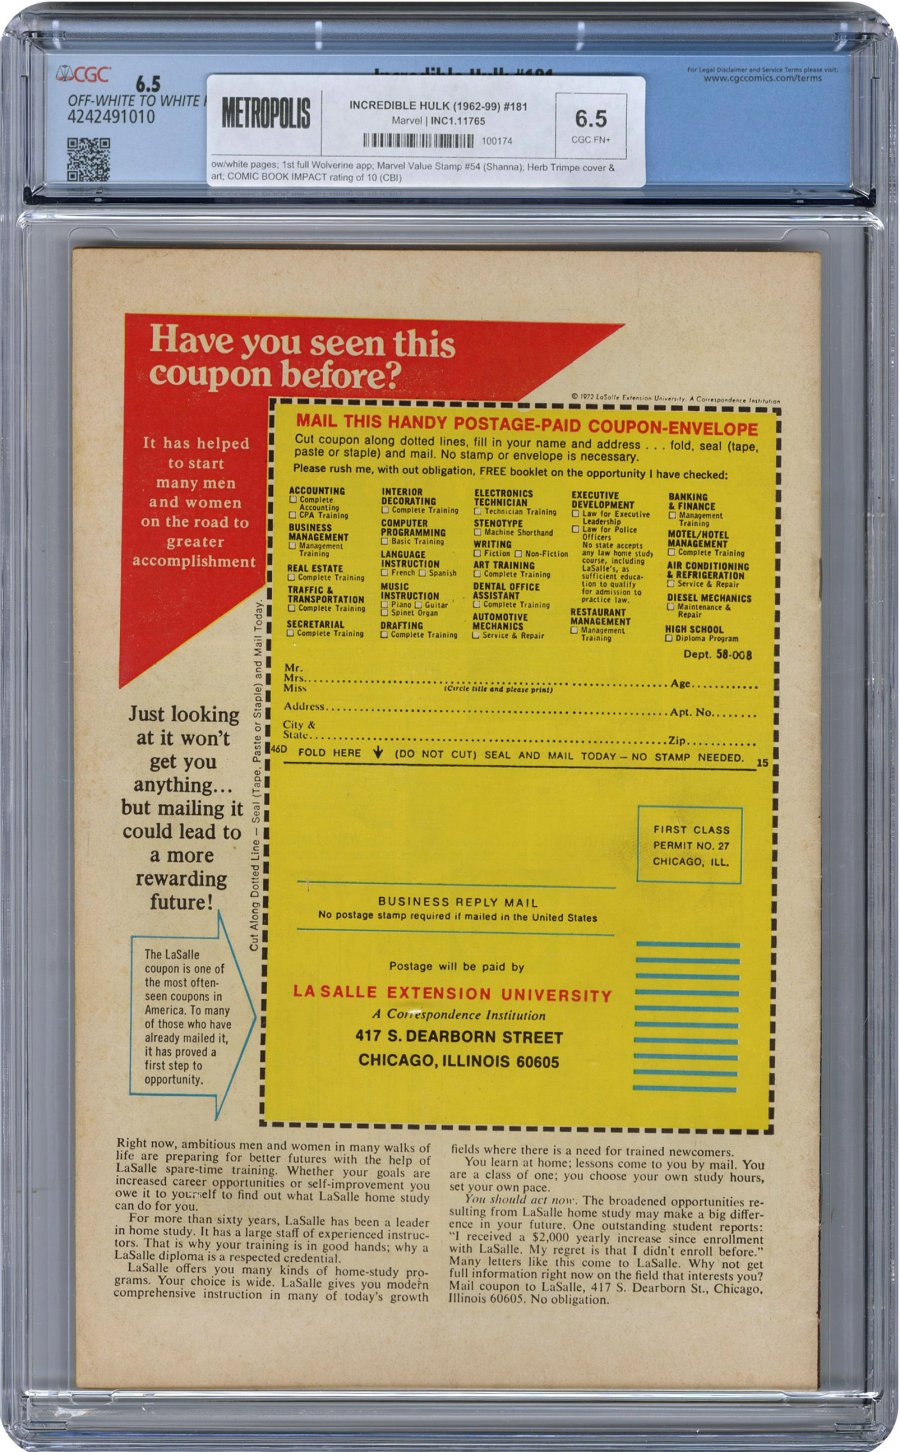 CGC
6.5
OFF-WHITE TO WHITE
4242491010
Incredible Hulk #181
For Legal Disclaimer and Service Terms please visit:
www.cgccomics.com/terms
METROPOLIS
INCREDIBLE HULK (1962-99) #181
Marvel | INC1.11765
100174
6.5
CGC FN+
ow/white pages; 1st full Wolverine app; Marvel Value Stamp #54 (Shanna); Herb Trimpe cover &
art; COMIC BOOK IMPACT rating of 10 (CBI)
Have you seen this
coupon before?
© 1972 LaSalle Extension University. A Correspondence Institution
It has helped
to start
many men
and women
on the road to
greater
accomplishment
MAIL THIS HANDY POSTAGE-PAID COUPON-ENVELOPE
Cut coupon along dotted lines, fill in your name and address . . . fold, seal (tape,
paste or staple) and mail. No stamp or envelope is necessary.
Please rush me, with out obligation, FREE booklet on the opportunity I have checked:
ACCOUNTING
☐ Complete
Accounting
☐ CPA Training
BUSINESS
MANAGEMENT
☐ Management
Training
REAL ESTATE
☐ Complete Training
TRAFFIC &
TRANSPORTATION
☐ Complete Training
SECRETARIAL
☐ Complete Training
INTERIOR
DECORATING
☐ Complete Training
COMPUTER
PROGRAMMING
☐ Basic Training
LANGUAGE
INSTRUCTION
☐ French ☐ Spanish
MUSIC
INSTRUCTION
☐ Piano ☐ Guitar
☐ Spinet Organ
DRAFTING
☐ Complete Training
ELECTRONICS
TECHNICIAN
☐ Technician Training
STENOTYPE
☐ Machine Shorthand
WRITING
☐ Fiction ☐ Non-Fiction
ART TRAINING
☐ Complete Training
DENTAL OFFICE
ASSISTANT
☐ Complete Training
AUTOMOTIVE
MECHANICS
☐ Service & Repair
EXECUTIVE
DEVELOPMENT
☐ Law for Executive
Leadership
☐ Law for Police
Officers
No state accepts
any law home study
course, including
LaSalle's, as
sufficient educa-
tion to qualify
for admission to
practice law.
RESTAURANT
MANAGEMENT
☐ Management
Training
BANKING
& FINANCE
☐ Management
Training
MOTEL/HOTEL
MANAGEMENT
☐ Complete Training
AIR CONDITIONING
& REFRIGERATION
☐ Service & Repair
DIESEL MECHANICS
☐ Maintenance &
Repair
HIGH SCHOOL
☐ Diploma Program
Dept. 58-008
Mr.
Mrs.
Miss (Circle title and please print) Age
Address Apt. No.
City &
State Zip
46D FOLD HERE ↓ (DO NOT CUT) SEAL AND MAIL TODAY — NO STAMP NEEDED. 15
Cut Along Dotted Line — Seal (Tape, Paste or Staple) and Mail Today.
Just looking
at it won't
get you
anything...
but mailing it
could lead to
a more
rewarding
future!
The LaSalle
coupon is one of
the most often-
seen coupons in
America. To many
of those who have
already mailed it,
it has proved a
first step to
opportunity.
FIRST CLASS
PERMIT NO. 27
CHICAGO, ILL.
BUSINESS REPLY MAIL
No postage stamp required if mailed in the United States
Postage will be paid by
LA SALLE EXTENSION UNIVERSITY
A Correspondence Institution
417 S. DEARBORN STREET
CHICAGO, ILLINOIS 60605
Right now, ambitious men and women in many walks of
life are preparing for better futures with the help of
LaSalle spare-time training. Whether your goals are
increased career opportunities or self-improvement you
owe it to yourself to find out what LaSalle home study
can do for you.
For more than sixty years, LaSalle has been a leader
in home study. It has a large staff of experienced instruc-
tors. That is why your training is in good hands; why a
LaSalle diploma is a respected credential.
LaSalle offers you many kinds of home-study pro-
grams. Your choice is wide. LaSalle gives you modern
comprehensive instruction in many of today's growth
fields where there is a need for trained newcomers.
You learn at home; lessons come to you by mail. You
are a class of one; you choose your own study hours,
set your own pace.
You should act now. The broadened opportunities re-
sulting from LaSalle home study may make a big differ-
ence in your future. One outstanding student reports:
"I received a $2,000 yearly increase since enrollment
with LaSalle. My regret is that I didn't enroll before."
Many letters like this come to LaSalle. Why not get
full information right now on the field that interests you?
Mail coupon to LaSalle, 417 S. Dearborn St., Chicago,
Illinois 60605. No obligation.